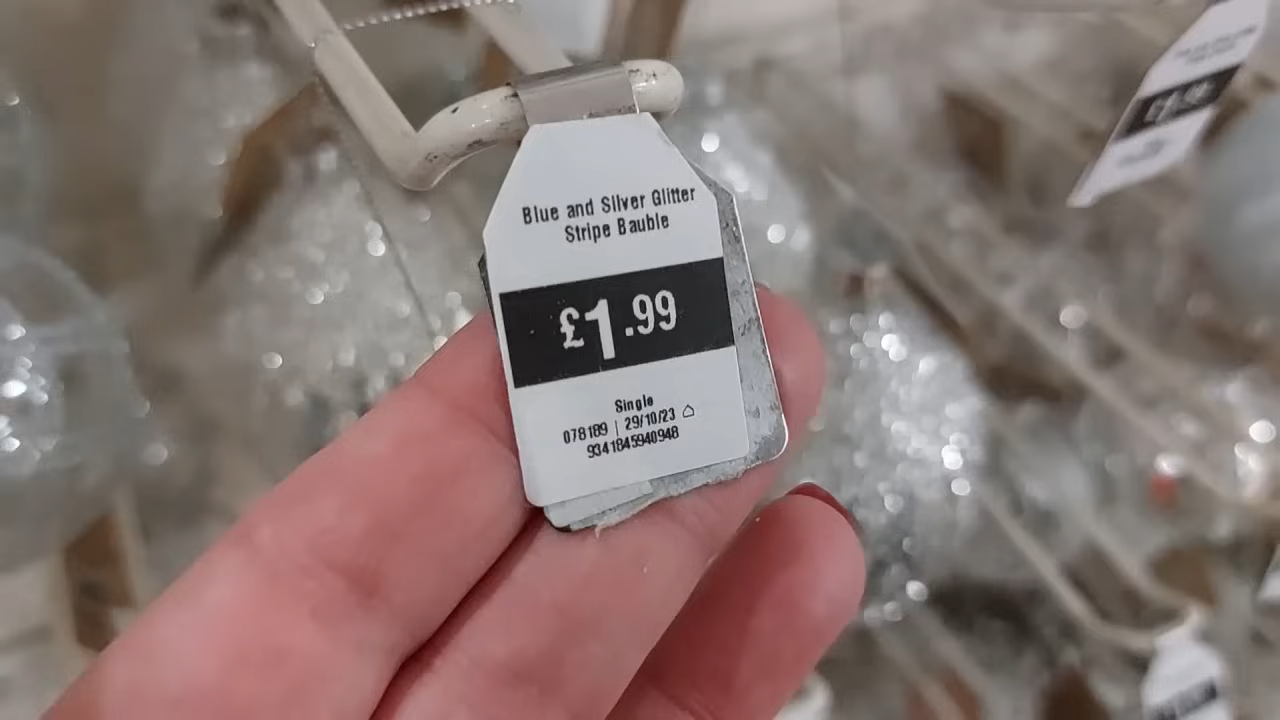 Blue and Silver Glitter
Stripe Bauble
£1.99
Single
078189 | 29/10/23
9341845940948